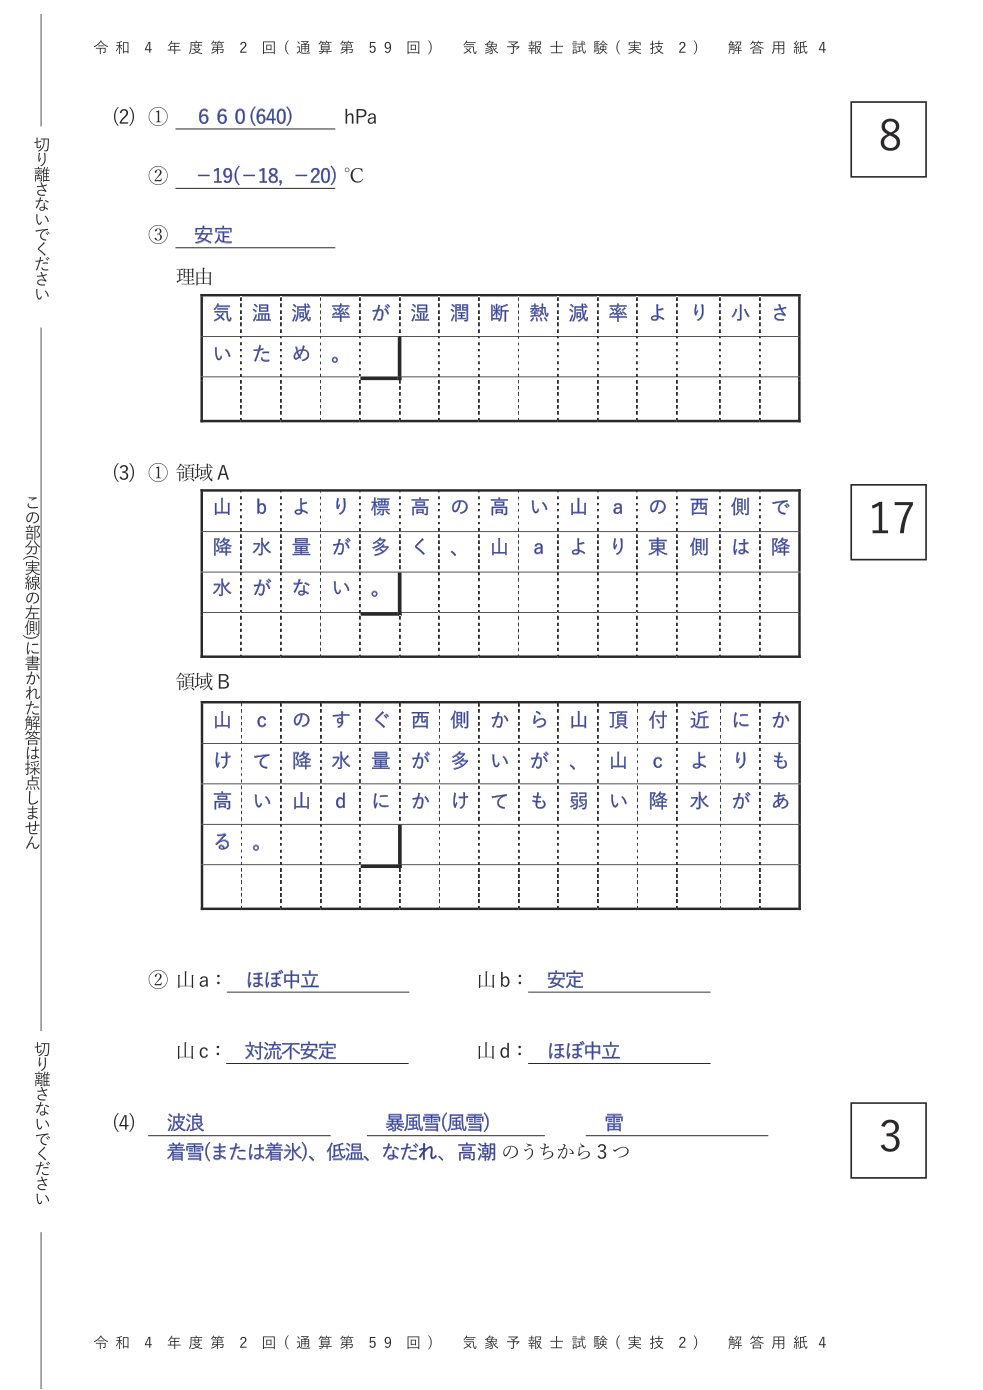 令和 4 年度第 2 回(通算第 59 回) 気象予報士試験(実技 2) 解答用紙 4
切り離さないでください
この部分(実線の左側)に書かれた解答は採点しません
切り離さないでください
(2) ① 660(640) hPa
8
② −19(−18, −20) ℃
③ 安定
理由
気温減率が湿潤断熱減率より小さ
いため。
(3) ① 領域 A
17
山bより標高の高い山aの西側で
降水量が多く、山aより東側は降
水がない。
領域 B
山cのすぐ西側から山頂付近にか
けて降水量が多いが、山cよりも
高い山dにかけても弱い降水があ
る。
② 山 a： ほぼ中立 山 b： 安定
山 c： 対流不安定 山 d： ほぼ中立
(4) 波浪 暴風雪(風雪) 雷
3
着雪(または着氷)、低温、なだれ、高潮 のうちから 3 つ
令和 4 年度第 2 回(通算第 59 回) 気象予報士試験(実技 2) 解答用紙 4